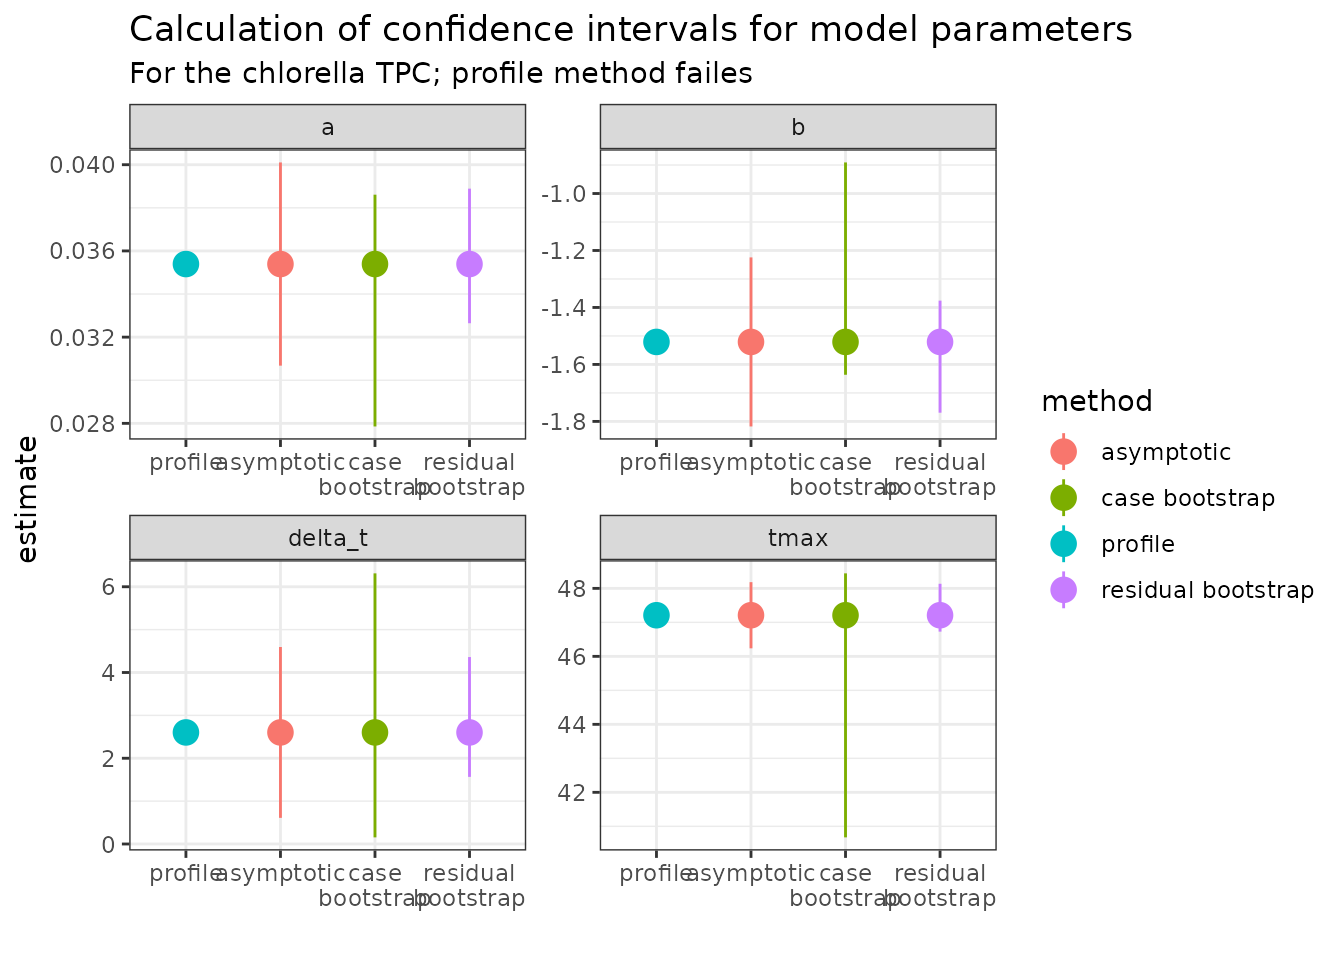 Calculation of confidence intervals for model parameters
For the chlorella TPC; profile method failes
estimate
a
0.040
0.036
0.032
0.028
profile asymptotic case bootstrap residual bootstrap
b
-1.0
-1.2
-1.4
-1.6
-1.8
profile asymptotic case bootstrap residual bootstrap
delta_t
6
4
2
0
profile asymptotic case bootstrap residual bootstrap
tmax
48
46
44
42
profile asymptotic case bootstrap residual bootstrap
method
asymptotic
case bootstrap
profile
residual bootstrap